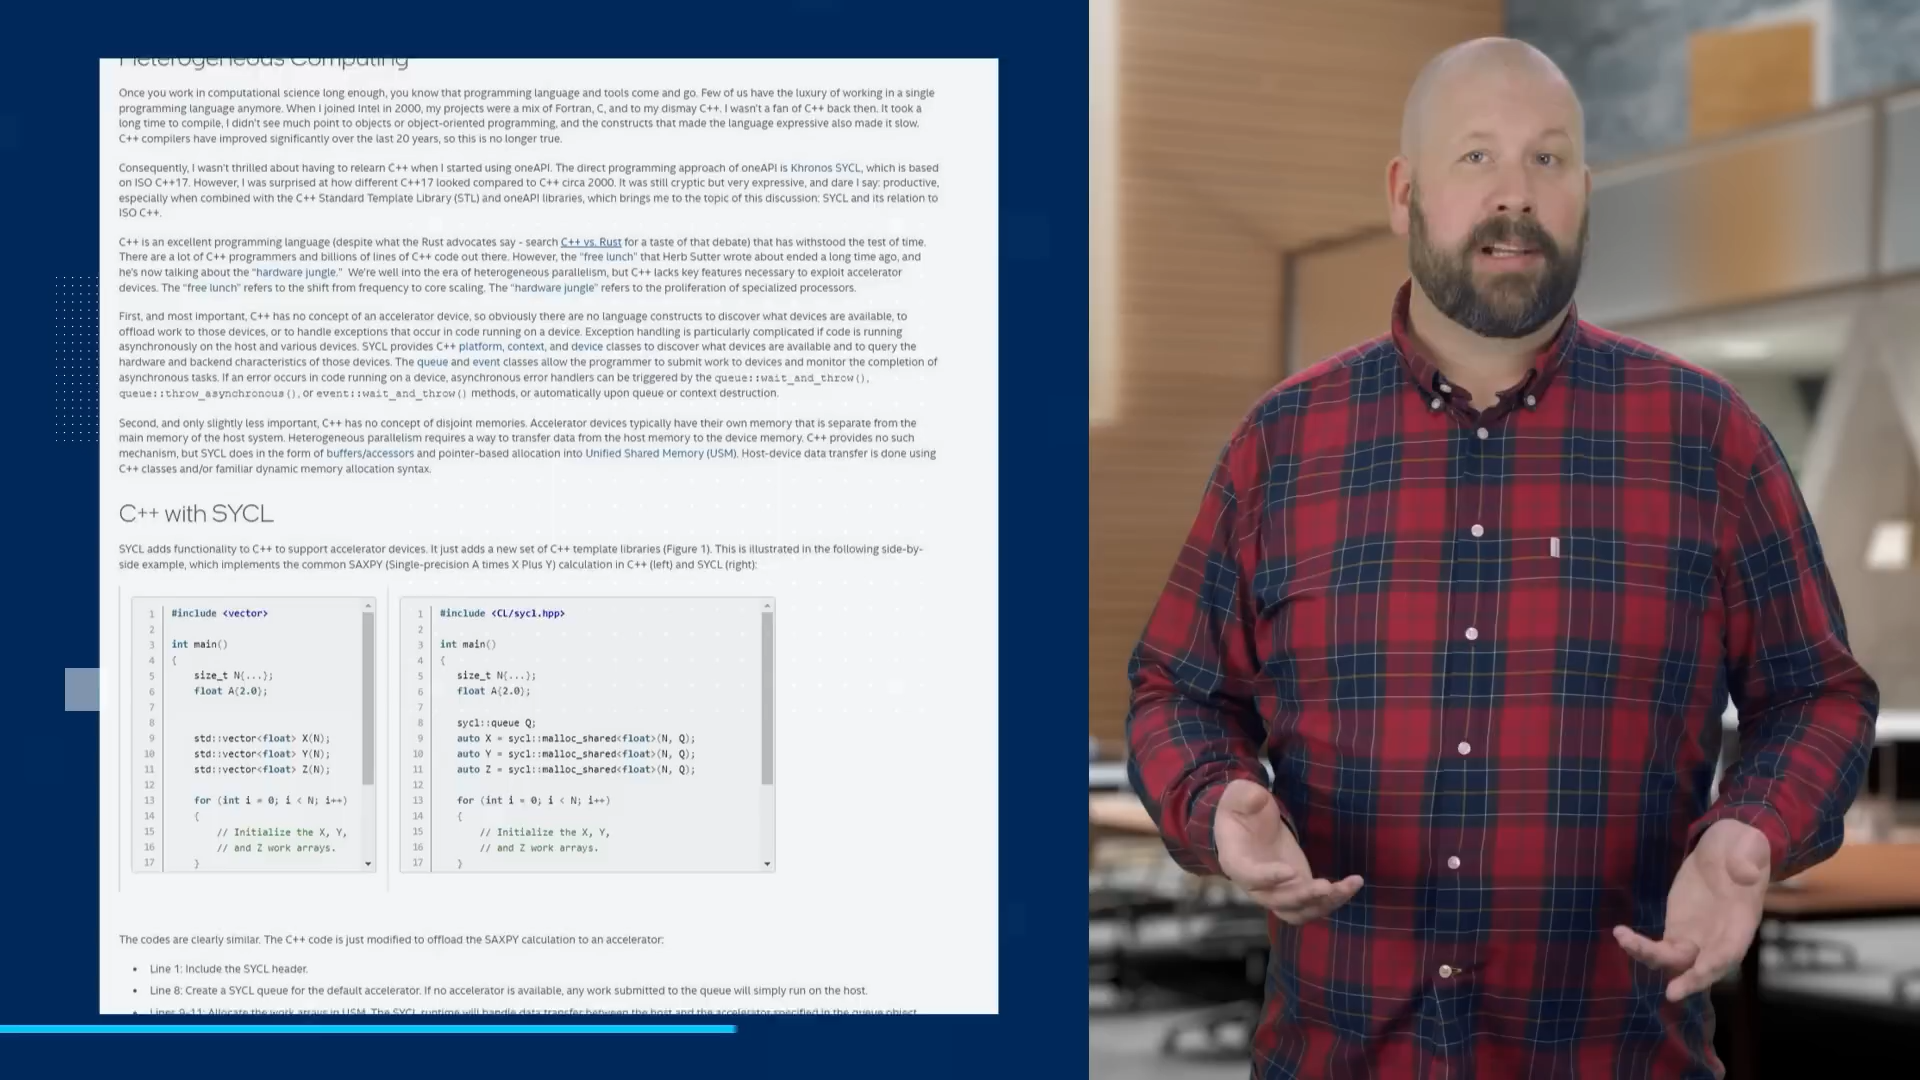 Heterogeneous Computing
Once you work in computational science long enough, you know that programming language and tools come and go. Few of us have the luxury of working in a single
programming language anymore. When I joined Intel in 2000, my projects were a mix of Fortran, C, and to my dismay C++. I wasn't a fan of C++ back then. It took a
long time to compile, I didn't see much point to objects or object-oriented programming, and the constructs that made the language expressive also made it slow.
C++ compilers have improved significantly over the last 20 years, so this is no longer true.
Consequently, I wasn't thrilled about having to relearn C++ when I started using oneAPI. The direct programming approach of oneAPI is Khronos SYCL, which is based
on ISO C++17. However, I was surprised at how different C++17 looked compared to C++ circa 2000. It was still cryptic but very expressive, and dare I say: productive,
especially when combined with the C++ Standard Template Library (STL) and oneAPI libraries, which brings me to the topic of this discussion: SYCL and its relation to
ISO C++.
C++ is an excellent programming language (despite what the Rust advocates say - search C++ vs. Rust for a taste of that debate) that has withstood the test of time.
There are a lot of C++ programmers and billions of lines of C++ code out there. However, the "free lunch" that Herb Sutter wrote about ended a long time ago, and
he's now talking about the "hardware jungle." We're well into the era of heterogeneous parallelism, but C++ lacks key features necessary to exploit accelerator
devices. The "free lunch" refers to the shift from frequency to core scaling. The "hardware jungle" refers to the proliferation of specialized processors.
First, and most important, C++ has no concept of an accelerator device, so obviously there are no language constructs to discover what devices are available, to
offload work to those devices, or to handle exceptions that occur in code running on a device. Exception handling is particularly complicated if code is running
asynchronously on the host and various devices. SYCL provides C++ platform, context, and device classes to discover what devices are available and to query the
hardware and backend characteristics of those devices. The queue and event classes allow the programmer to submit work to devices and monitor the completion of
asynchronous tasks. If an error occurs in code running on a device, asynchronous error handlers can be triggered by the queue::wait_and_throw(),
queue::throw_asynchronous(), or event::wait_and_throw() methods, or automatically upon queue or context destruction.
Second, and only slightly less important, C++ has no concept of disjoint memories. Accelerator devices typically have their own memory that is separate from the
main memory of the host system. Heterogeneous parallelism requires a way to transfer data from the host memory to the device memory. C++ provides no such
mechanism, but SYCL does in the form of buffers/accessors and pointer-based allocation into Unified Shared Memory (USM). Host-device data transfer is done using
C++ classes and/or familiar dynamic memory allocation syntax.
C++ with SYCL
SYCL adds functionality to C++ to support accelerator devices. It just adds a new set of C++ template libraries (Figure 1). This is illustrated in the following side-by-
side example, which implements the common SAXPY (Single-precision A times X Plus Y) calculation in C++ (left) and SYCL (right):
1 #include <vector>
2
3 int main()
4 {
5 size_t N{...};
6 float A{2.0};
7
8
9 std::vector<float> X(N);
10 std::vector<float> Y(N);
11 std::vector<float> Z(N);
12
13 for (int i = 0; i < N; i++)
14 {
15 // Initialize the X, Y,
16 // and Z work arrays.
17 }
1 #include <CL/sycl.hpp>
2
3 int main()
4 {
5 size_t N{...};
6 float A{2.0};
7
8 sycl::queue Q;
9 auto X = sycl::malloc_shared<float>(N, Q);
10 auto Y = sycl::malloc_shared<float>(N, Q);
11 auto Z = sycl::malloc_shared<float>(N, Q);
12
13 for (int i = 0; i < N; i++)
14 {
15 // Initialize the X, Y,
16 // and Z work arrays.
17 }
The codes are clearly similar. The C++ code is just modified to offload the SAXPY calculation to an accelerator:
• Line 1: Include the SYCL header.
• Line 8: Create a SYCL queue for the default accelerator. If no accelerator is available, any work submitted to the queue will simply run on the host.
• Lines 9-11: Allocate the work arrays in USM. The SYCL runtime will handle data transfer between the host and the accelerator specified in the queue object.